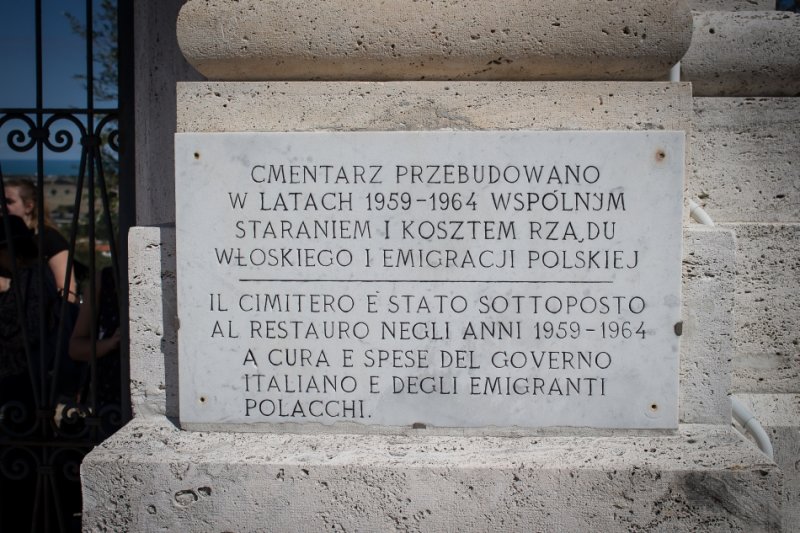 CMENTARZ PRZEBUDOWANO
W LATACH 1959-1964 WSPÓLNYM
STARANIEM I KOSZTEM RZĄDU
WŁOSKIEGO I EMIGRACJI POLSKIEJ
IL CIMITERO E STATO SOTTOPOSTO
AL RESTAURO NEGLI ANNI 1959-1964
A CURA E SPESE DEL GOVERNO
ITALIANO E DEGLI EMIGRANTI
POLACCHI.